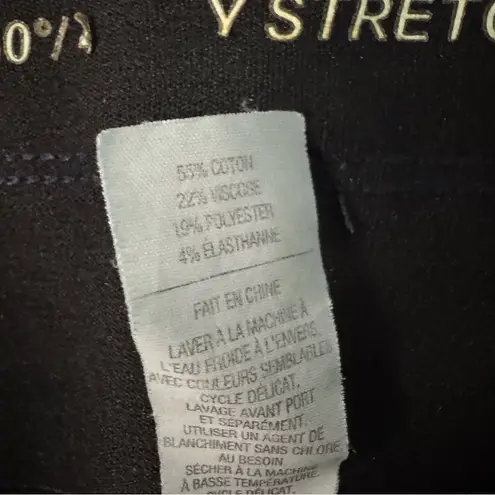 Y STRETC
55% COTON
22% VISCOSE
19% POLYESTER
4% ÉLASTHANNE
FAIT EN CHINE
LAVER À LA MACHINE À
L'EAU FROIDE À L'ENVERS
AVEC COULEURS SEMBLABLES
CYCLE DÉLICAT.
LAVAGE AVANT PORT
ET SÉPARÉMENT.
UTILISER UN AGENT DE
BLANCHIMENT SANS CHLORE
AU BESOIN
SÉCHER À LA MACHINE
À BASSE TEMPÉRATURE.
CYCLE DÉLICAT.